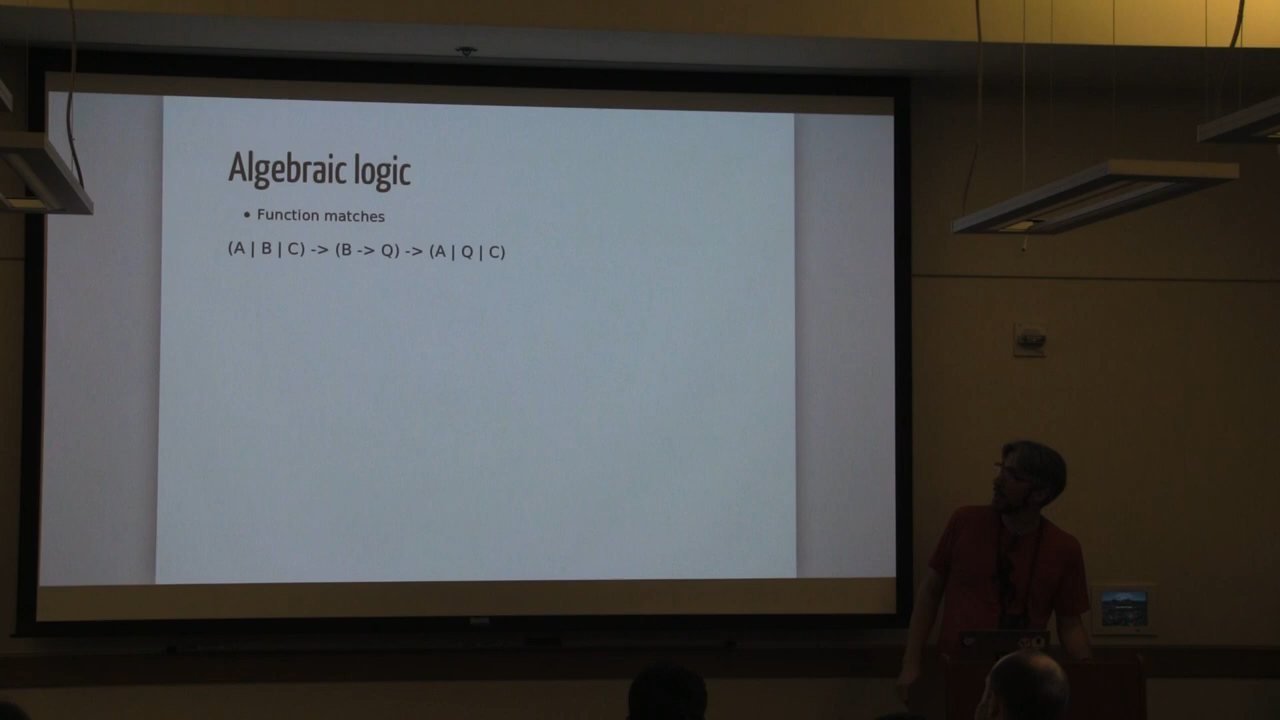 Algebraic logic
• Function matches
(A | B | C) -> (B -> Q) -> (A | Q | C)